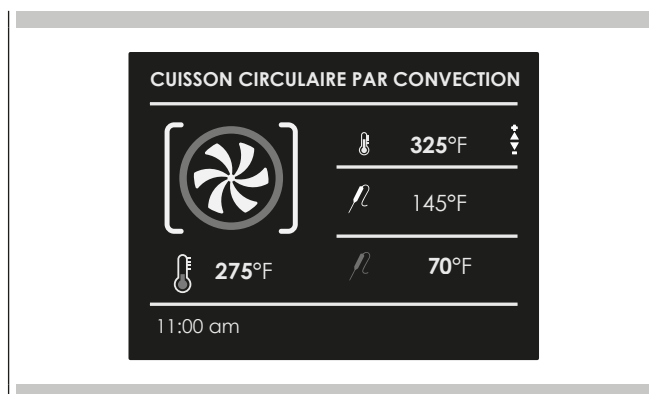 CUISSON CIRCULAIRE PAR CONVECTION
325°F
145°F
275°F
70°F
11:00 am